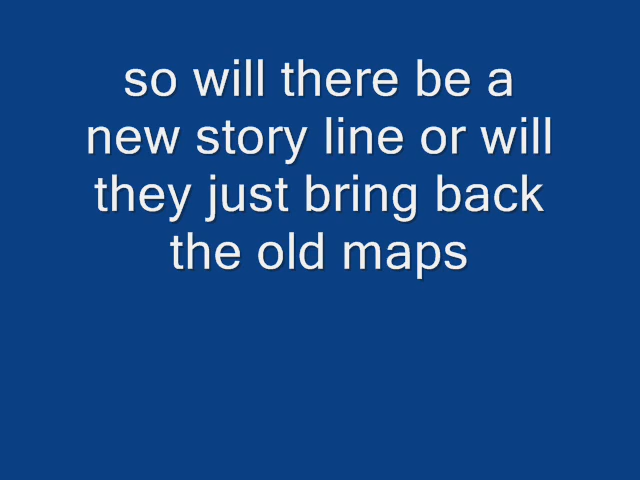 so will there be a
new story line or will
they just bring back
the old maps